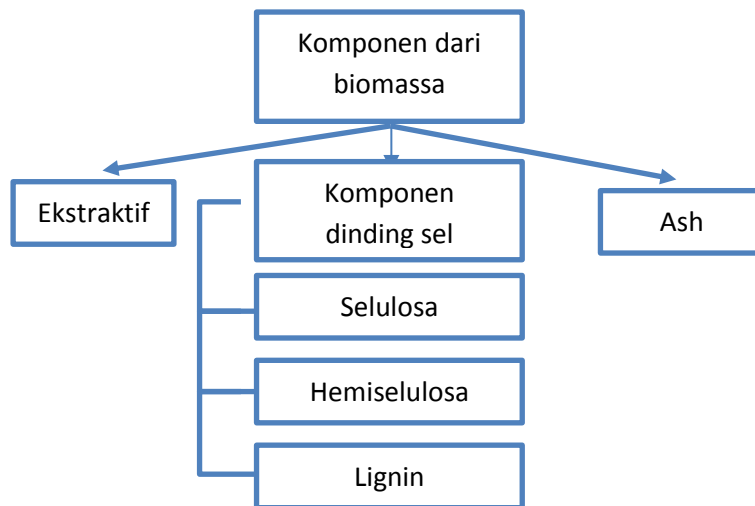 Komponen dari
biomassa
Ekstraktif
Komponen
dinding sel
Ash
Selulosa
Hemiselulosa
Lignin